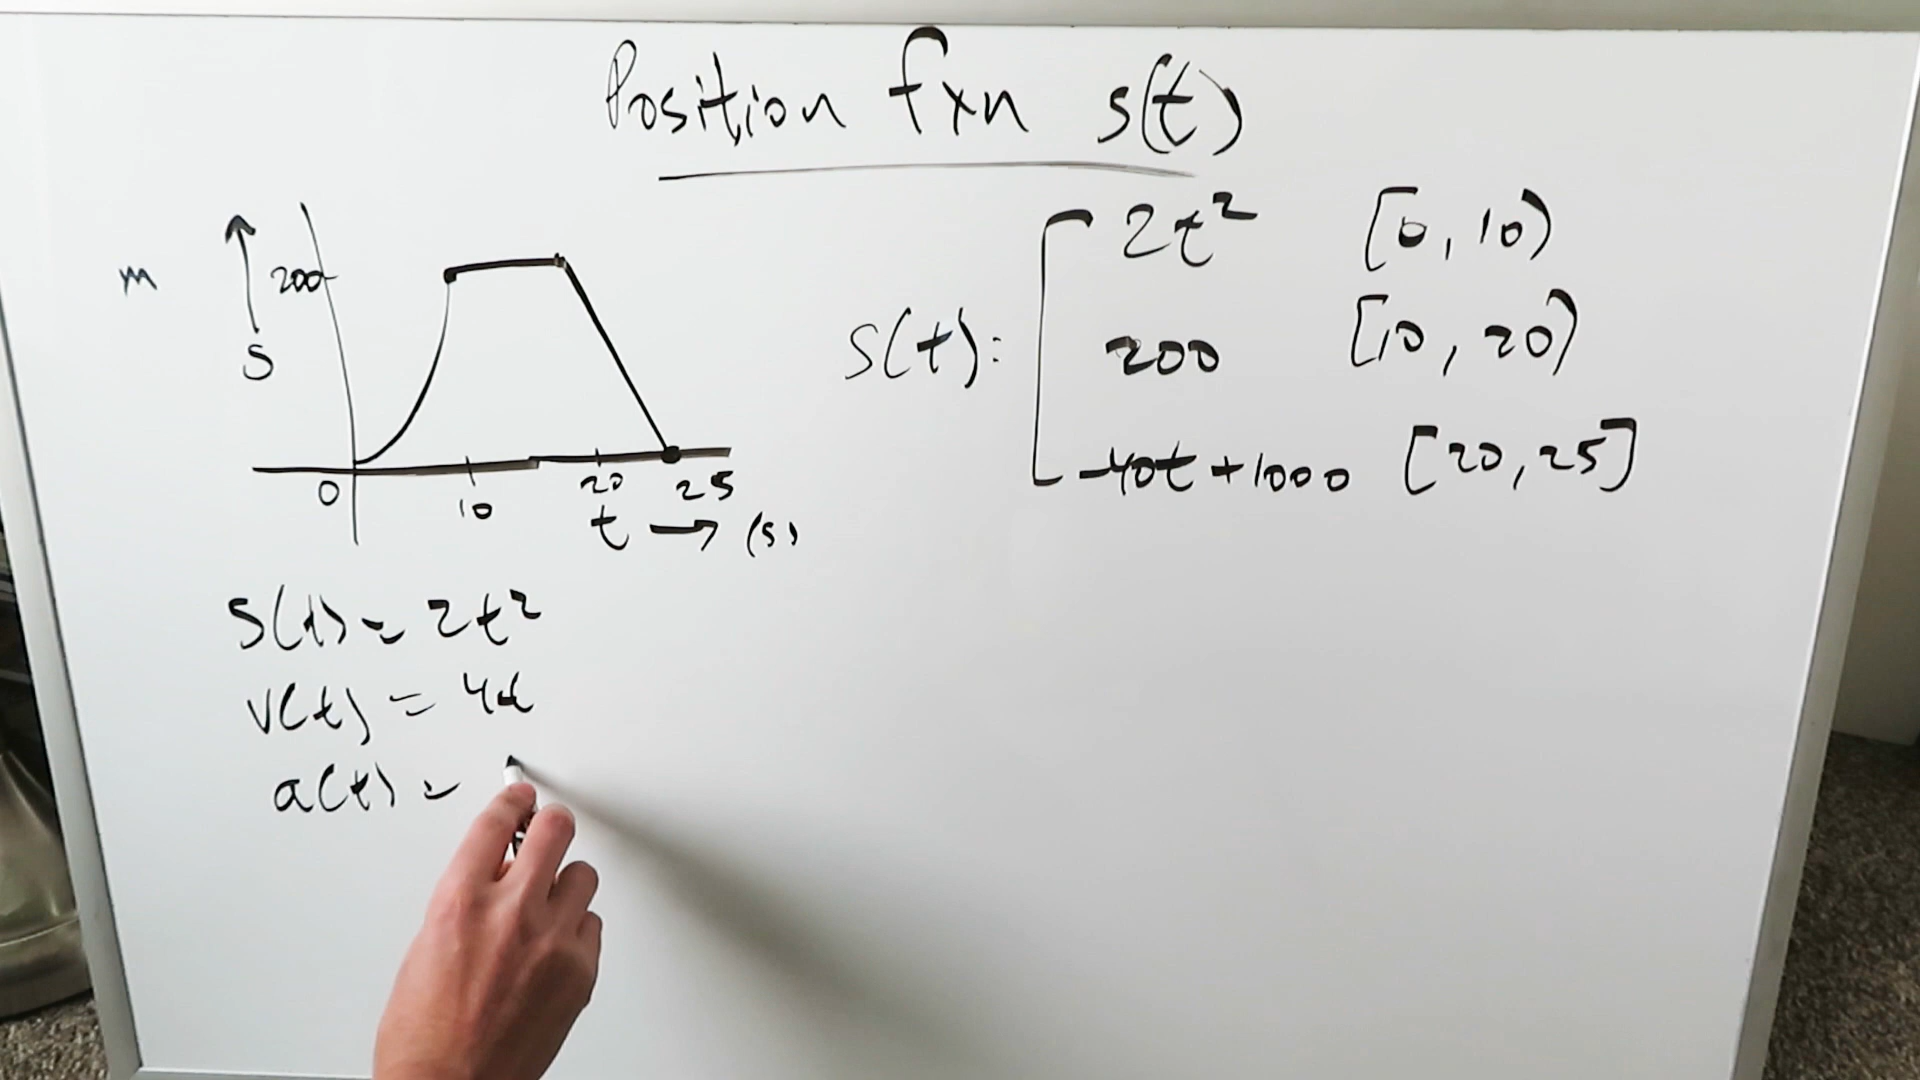 Position fxn s(t)
m
200
S
0
10
20
25
t → (s)
S(t):
2t² [0, 10)
200 [10, 20)
-40t + 1000 [20, 25]
S(t) = 2t²
v(t) = 4t
a(t) =